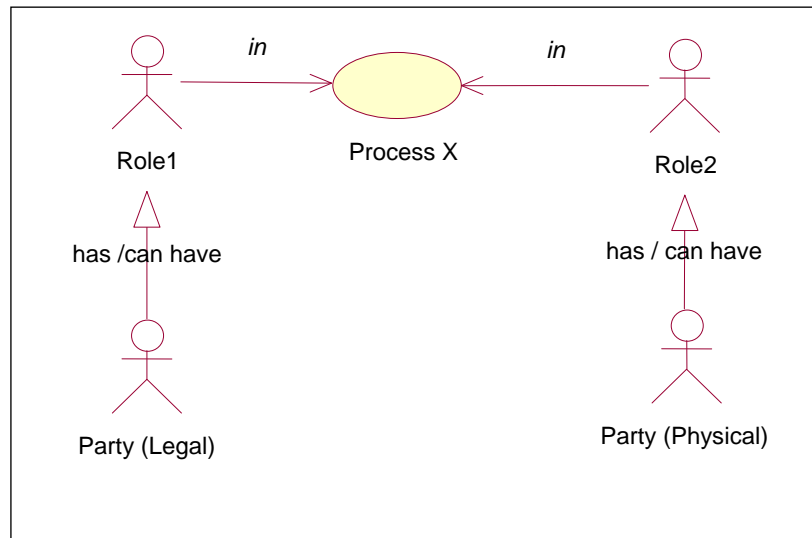 in
in
Role1
Process X
Role2
has /can have
has / can have
Party (Legal)
Party (Physical)